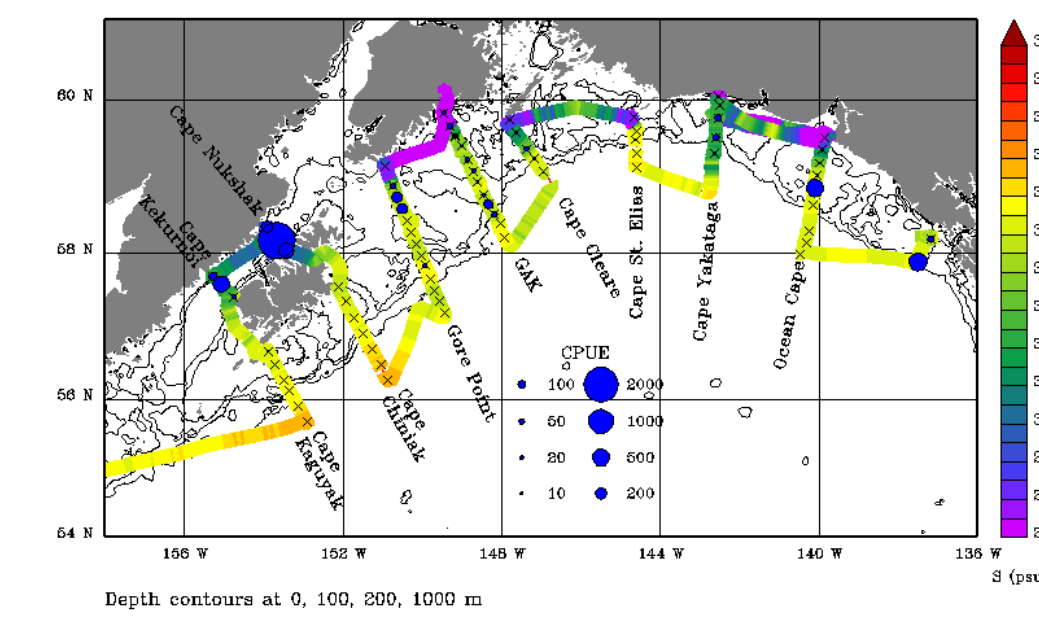 60 N
58 N
56 N
54 N
156 W
152 W
148 W
144 W
140 W
136 W
Cape Nukshak
Cape
Kekurnoi
Cape
Kaguyak
Cape
Chiniak
Gore Point
GAK
Cape Cleare
Cape St. Elias
Cape Yakataga
Ocean Cape
CPUE
100 2000
50 1000
20 500
10 200
S (psu
Depth contours at 0, 100, 200, 1000 m